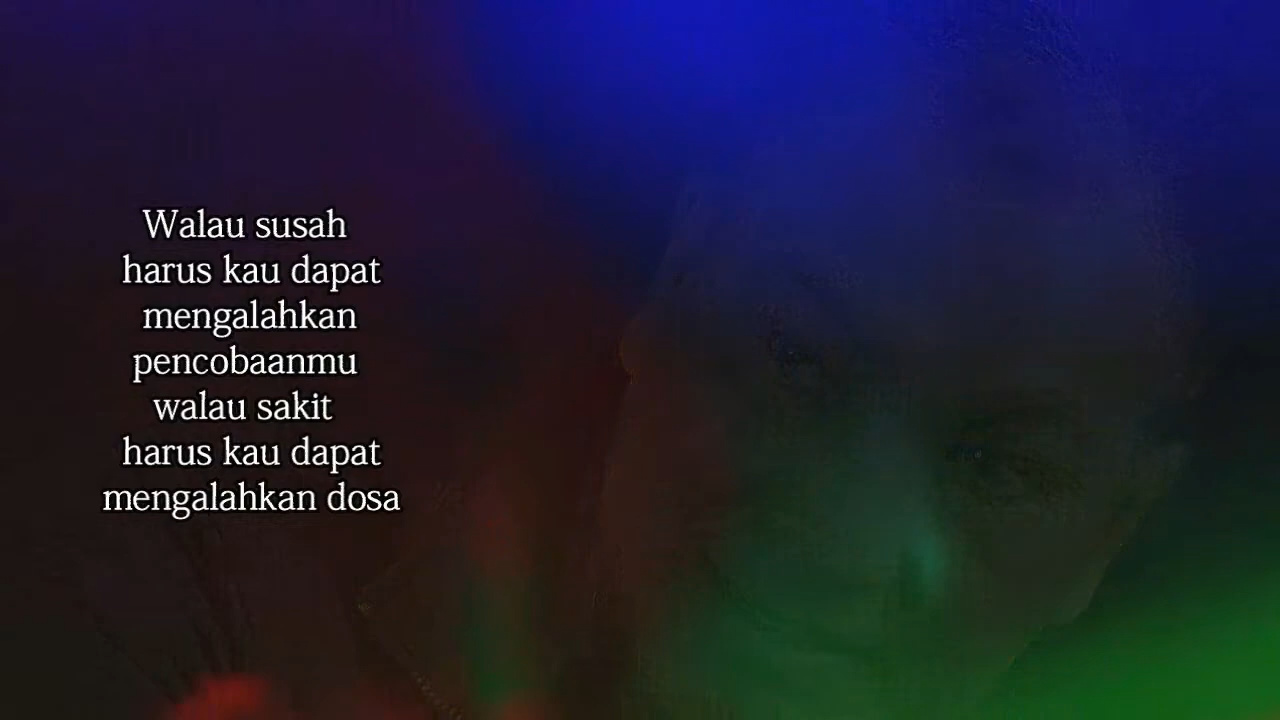 Walau susah
harus kau dapat
mengalahkan
pencobaanmu
walau sakit
harus kau dapat
mengalahkan dosa